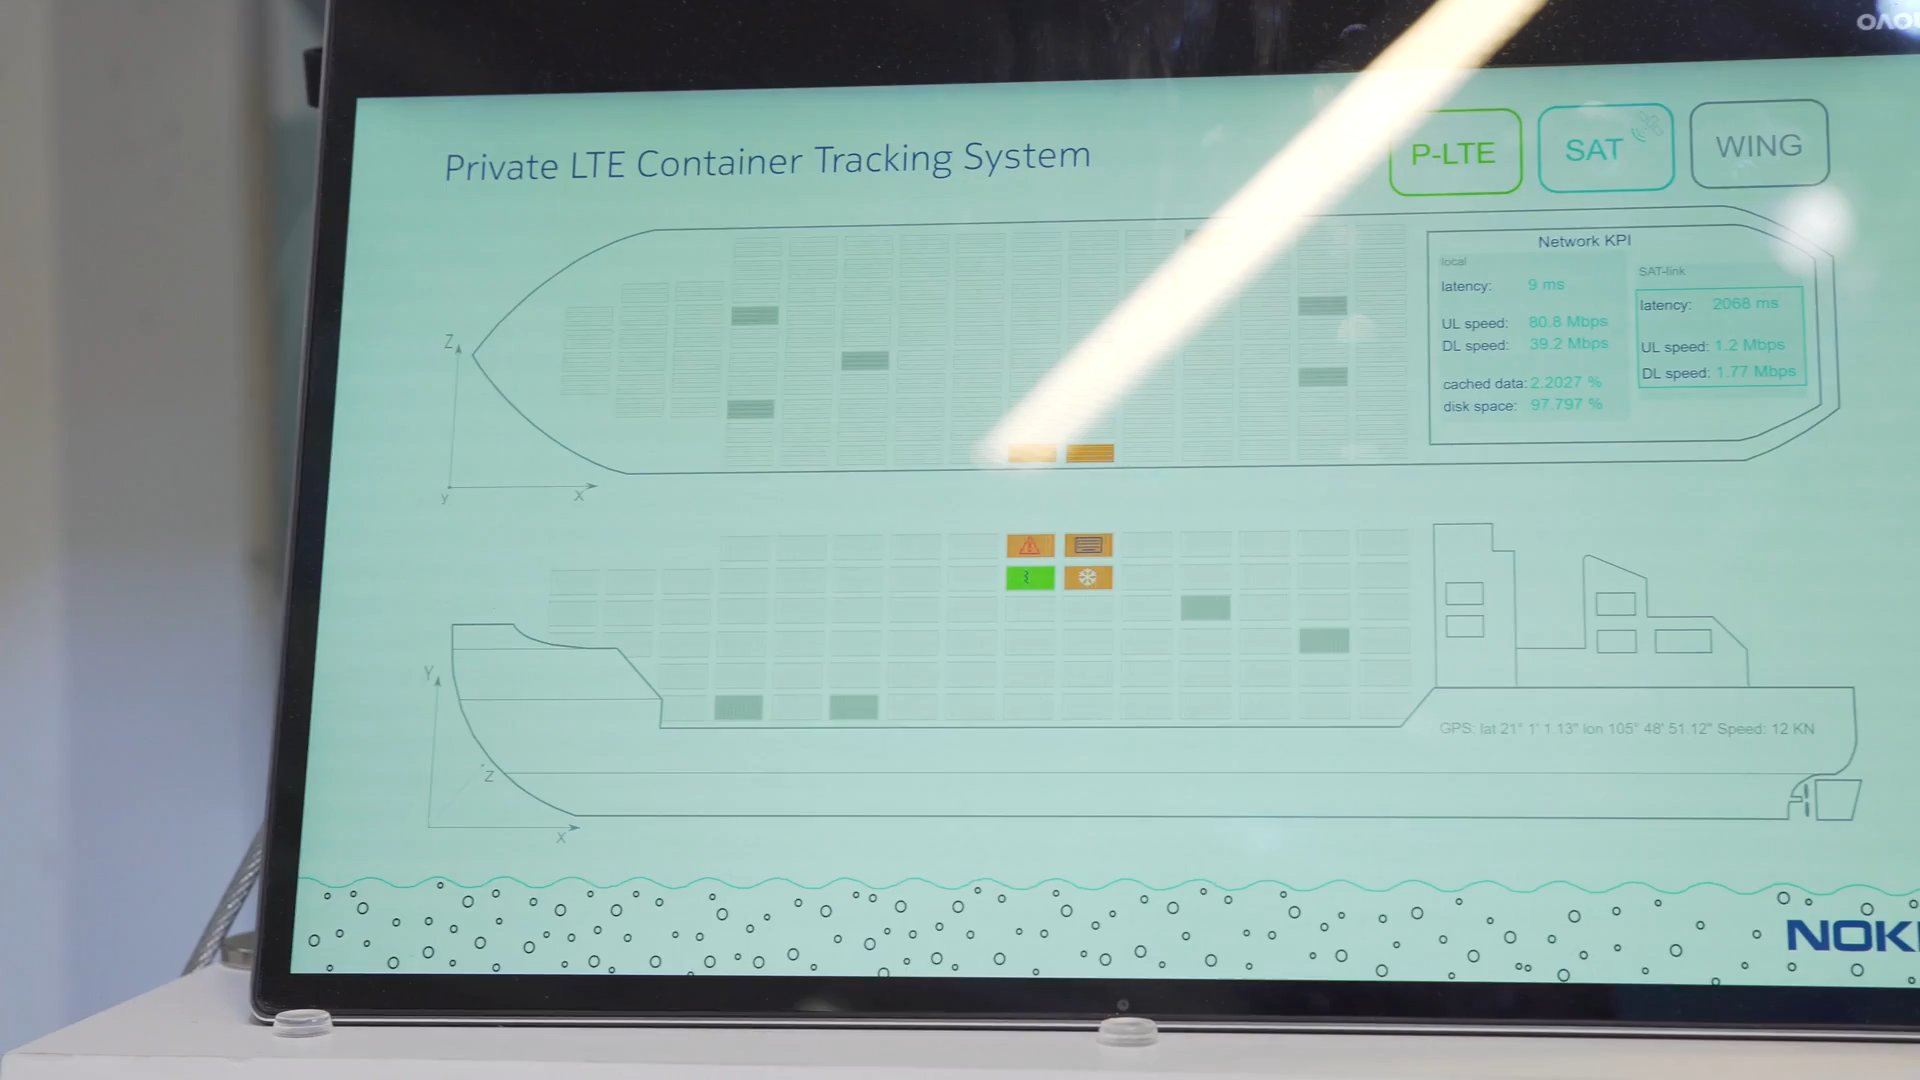 Private LTE Container Tracking System
P-LTE
SAT
WING
Network KPI
local
latency: 9 ms
UL speed: 80.8 Mbps
DL speed: 39.2 Mbps
cached data: 2.2027 %
disk space: 97.797 %
SAT-link
latency: 2068 ms
UL speed: 1.2 Mbps
DL speed: 1.77 Mbps
Z
y
X
Y
Z
X
GPS: lat 21° 1' 1.13" lon 105° 48' 51.12" Speed: 12 KN